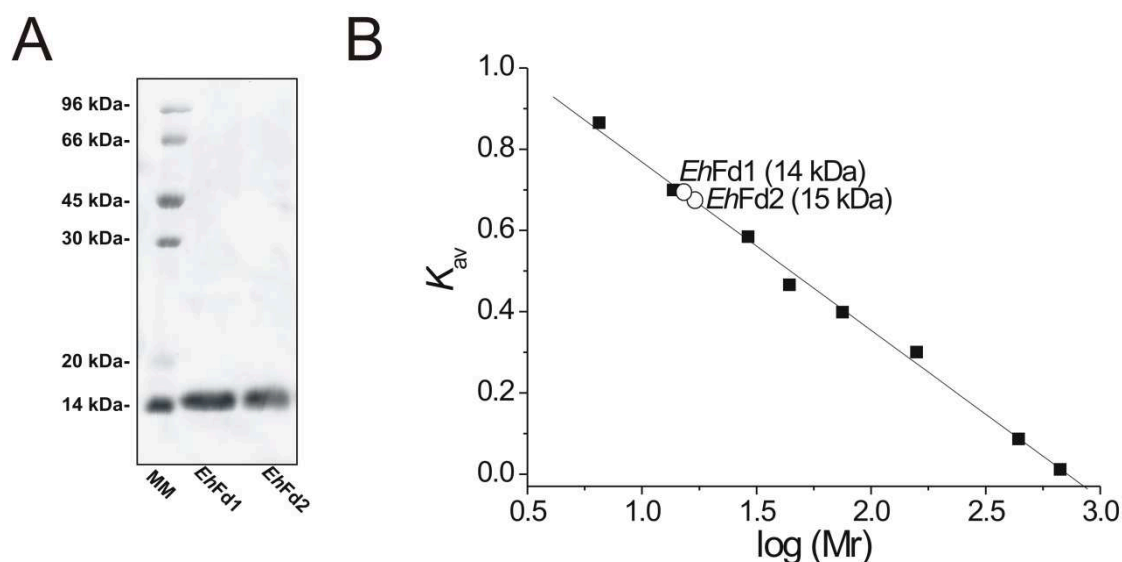 A
96 kDa-
66 kDa-
45 kDa-
30 kDa-
20 kDa-
14 kDa-
MM
EhFd1
EhFd2
B
1.0
0.8
0.6
0.4
0.2
0.0
Kav
EhFd1 (14 kDa)
EhFd2 (15 kDa)
0.5 1.0 1.5 2.0 2.5 3.0
log (Mr)